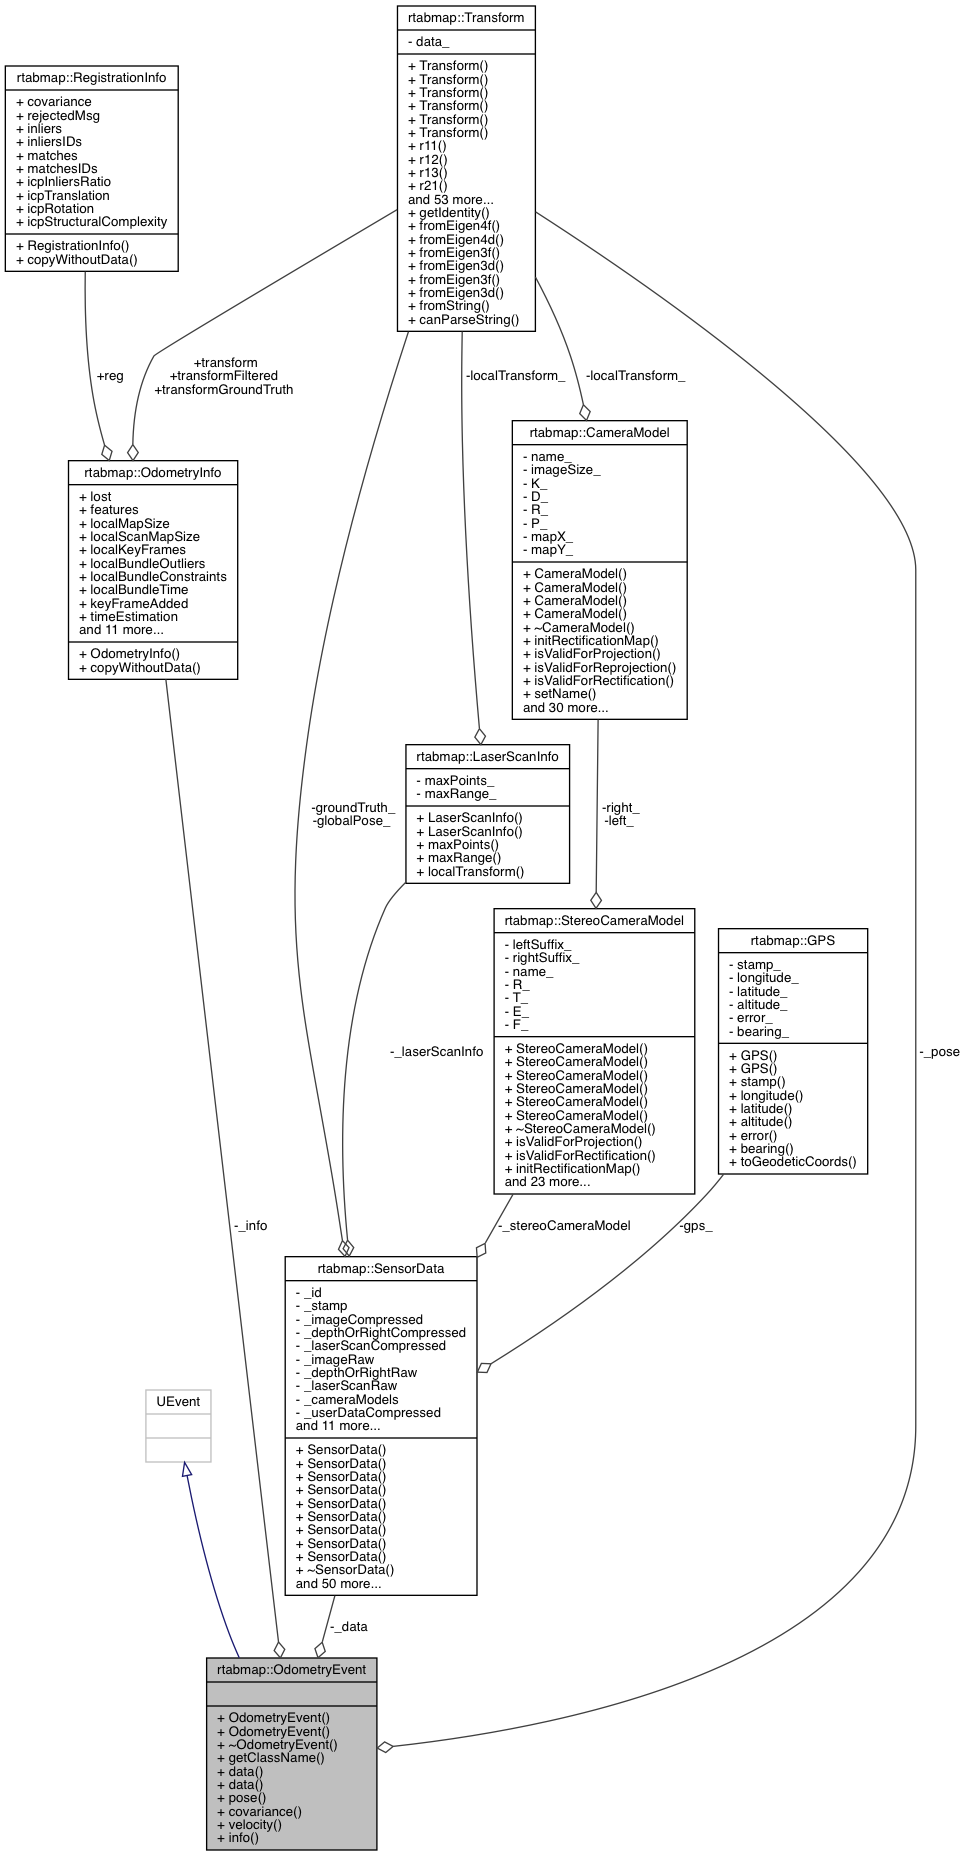 rtabmap::Transform
- data_
+ Transform()
+ Transform()
+ Transform()
+ Transform()
+ Transform()
+ Transform()
+ r11()
+ r12()
+ r13()
+ r21()
and 53 more...
+ getIdentity()
+ fromEigen4f()
+ fromEigen4d()
+ fromEigen3f()
+ fromEigen3d()
+ fromEigen3f()
+ fromEigen3d()
+ fromString()
+ canParseString()
rtabmap::RegistrationInfo
+ covariance
+ rejectedMsg
+ inliers
+ inliersIDs
+ matches
+ matchesIDs
+ icpInliersRatio
+ icpTranslation
+ icpRotation
+ icpStructuralComplexity
+ RegistrationInfo()
+ copyWithoutData()
+reg
+transform
+transformFiltered
+transformGroundTruth
-localTransform_
-localTransform_
rtabmap::CameraModel
- name_
- imageSize_
- K_
- D_
- R_
- P_
- mapX_
- mapY_
+ CameraModel()
+ CameraModel()
+ CameraModel()
+ CameraModel()
+ ~CameraModel()
+ initRectificationMap()
+ isValidForProjection()
+ isValidForReprojection()
+ isValidForRectification()
+ setName()
and 30 more...
rtabmap::OdometryInfo
+ lost
+ features
+ localMapSize
+ localScanMapSize
+ localKeyFrames
+ localBundleOutliers
+ localBundleConstraints
+ localBundleTime
+ keyFrameAdded
+ timeEstimation
and 11 more...
+ OdometryInfo()
+ copyWithoutData()
rtabmap::LaserScanInfo
- maxPoints_
- maxRange_
+ LaserScanInfo()
+ LaserScanInfo()
+ maxPoints()
+ maxRange()
+ localTransform()
-groundTruth_
-globalPose_
-right_
-left_
rtabmap::StereoCameraModel
- leftSuffix_
- rightSuffix_
- name_
- R_
- T_
- E_
- F_
+ StereoCameraModel()
+ StereoCameraModel()
+ StereoCameraModel()
+ StereoCameraModel()
+ StereoCameraModel()
+ StereoCameraModel()
+ ~StereoCameraModel()
+ isValidForProjection()
+ isValidForRectification()
+ initRectificationMap()
and 23 more...
rtabmap::GPS
- stamp_
- longitude_
- latitude_
- altitude_
- error_
- bearing_
+ GPS()
+ GPS()
+ stamp()
+ longitude()
+ latitude()
+ altitude()
+ error()
+ bearing()
+ toGeodeticCoords()
-_laserScanInfo
-_pose
-_info
-_stereoCameraModel
-gps_
rtabmap::SensorData
- _id
- _stamp
- _imageCompressed
- _depthOrRightCompressed
- _laserScanCompressed
- _imageRaw
- _depthOrRightRaw
- _laserScanRaw
- _cameraModels
- _userDataCompressed
and 11 more...
+ SensorData()
+ SensorData()
+ SensorData()
+ SensorData()
+ SensorData()
+ SensorData()
+ SensorData()
+ SensorData()
+ SensorData()
+ ~SensorData()
and 50 more...
UEvent
-_data
rtabmap::OdometryEvent
+ OdometryEvent()
+ OdometryEvent()
+ ~OdometryEvent()
+ getClassName()
+ data()
+ data()
+ pose()
+ covariance()
+ velocity()
+ info()